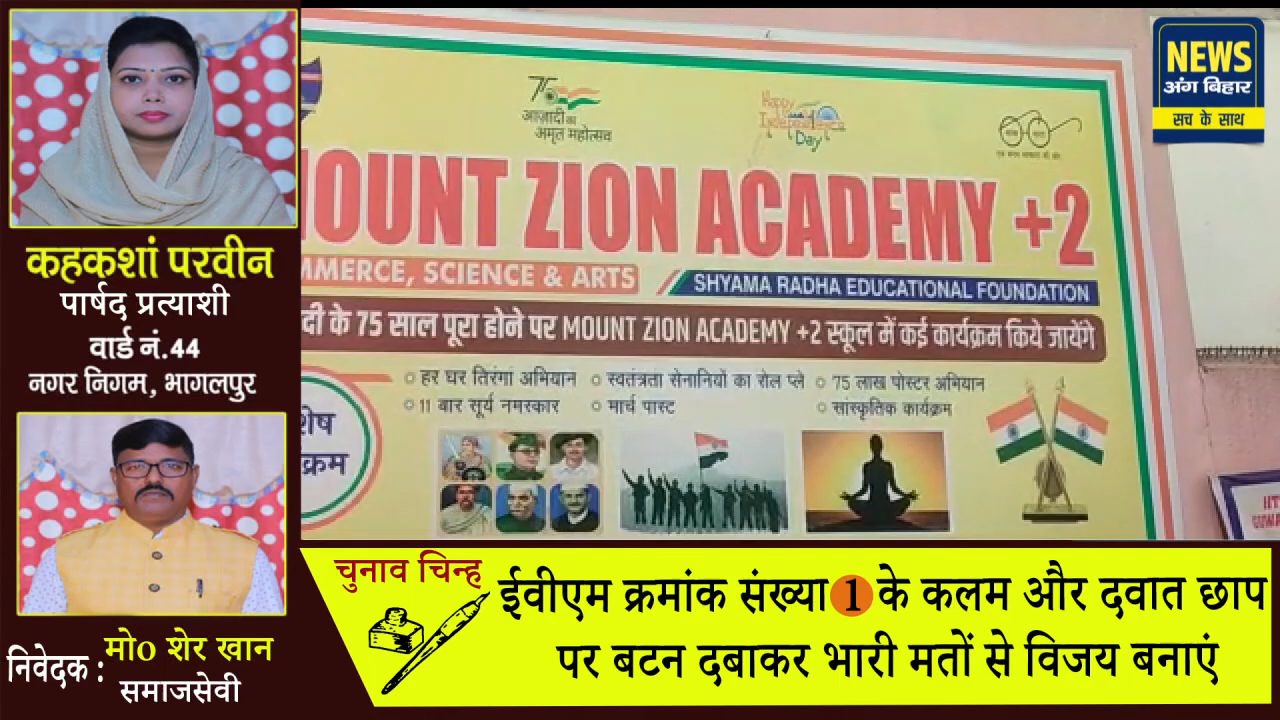 कहकशां परवीन
पार्षद प्रत्याशी
वार्ड नं.44
नगर निगम, भागलपुर
निवेदक :
मो0 शेर खान
समाजसेवी
NEWS
अंग बिहार
सच के साथ
75
आज़ादी का
अमृत महोत्सव
Happy
Independence
Day
OUNT ZION ACADEMY +2
MMERCE, SCIENCE & ARTS
SHYAMA RADHA EDUCATIONAL FOUNDATION
दी के 75 साल पूरा होने पर MOUNT ZION ACADEMY +2 स्कूल में कई कार्यक्रम किये जायेंगे
शेष
क्रम
हर घर तिरंगा अभियान
स्वतंत्रता सेनानियों का रोल प्ले
75 लाख पोस्टर अभियान
11 बार सूर्य नमस्कार
मार्च पास्ट
सांस्कृतिक कार्यक्रम
चुनाव चिन्ह
ईवीएम क्रमांक संख्या 1 के कलम और दवात छाप
पर बटन दबाकर भारी मतों से विजय बनाएं